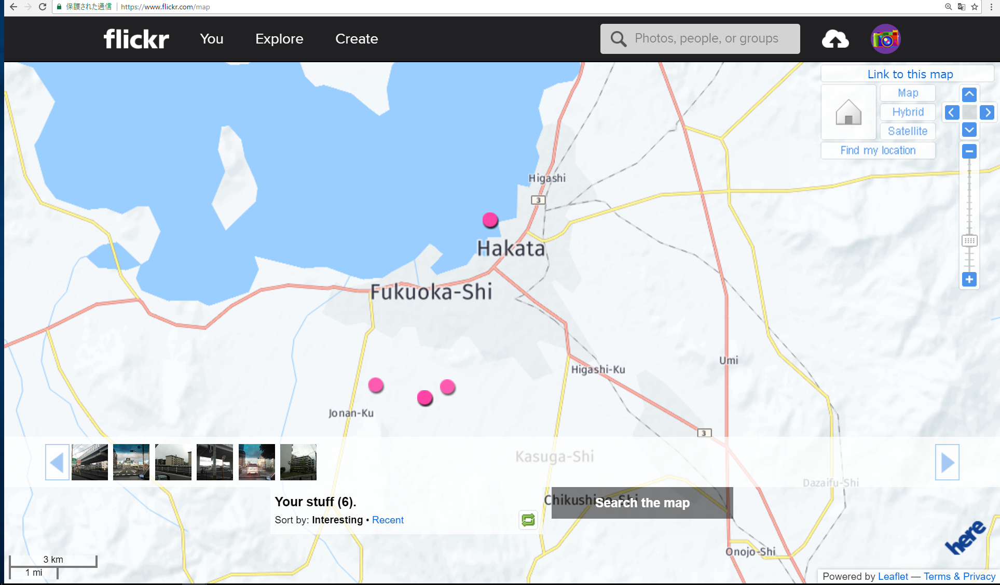 保護された通信 | https://www.flickr.com/map
flickr You Explore Create Photos, people, or groups
Link to this map
Map
Hybrid
Satellite
Find my location
Higashi
3
Hakata
Fukuoka-Shi
Umi
Higashi-Ku
Jonan-Ku
3
Kasuga-Shi
Dazaifu-Shi
Your stuff (6).
Sort by: Interesting • Recent
Search the map
Onojo-Shi
here
3 km
1 mi
Powered by Leaflet — Terms & Privacy